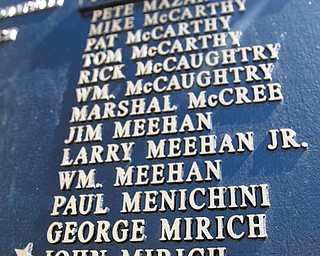 PETE
MIKE McCARTHY
PAT McCARTHY
TOM McCARTHY
RICK McCAUGHTRY
WM. McCAUGHTRY
MARSHAL McCREE
JIM MEEHAN
LARRY MEEHAN JR.
WM. MEEHAN
PAUL MENICHINI
GEORGE MIRICH
JOHN MIRICH